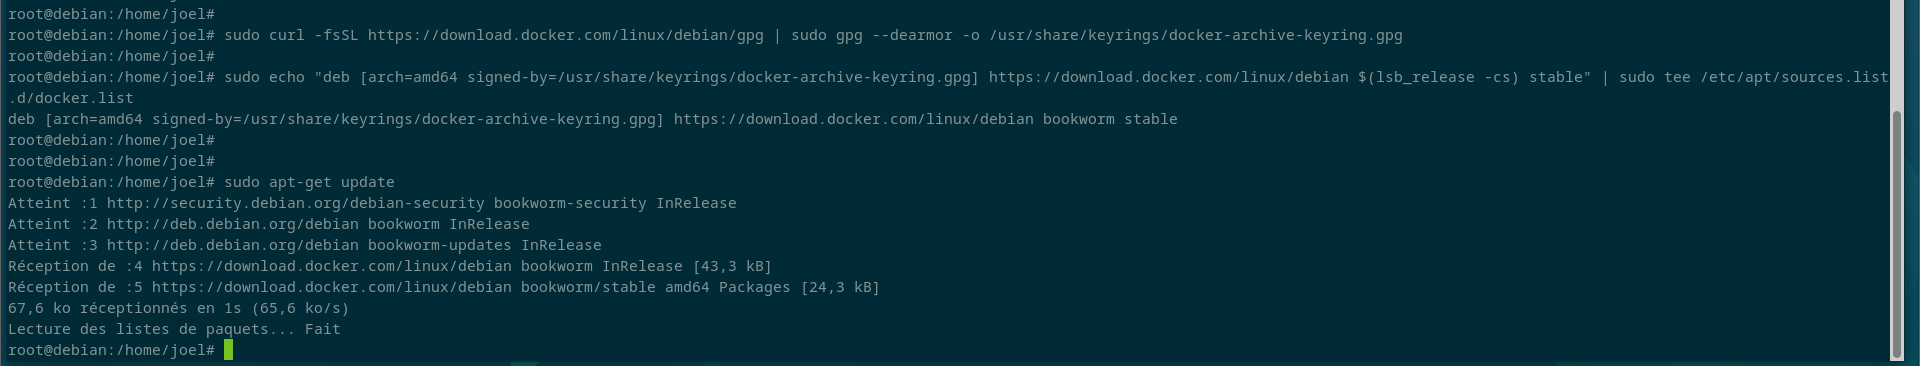 root@debian:/home/joel#
root@debian:/home/joel# sudo curl -fsSL https://download.docker.com/linux/debian/gpg | sudo gpg --dearmor -o /usr/share/keyrings/docker-archive-keyring.gpg
root@debian:/home/joel#
root@debian:/home/joel# sudo echo "deb [arch=amd64 signed-by=/usr/share/keyrings/docker-archive-keyring.gpg] https://download.docker.com/linux/debian $(lsb_release -cs) stable" | sudo tee /etc/apt/sources.list
.d/docker.list
deb [arch=amd64 signed-by=/usr/share/keyrings/docker-archive-keyring.gpg] https://download.docker.com/linux/debian bookworm stable
root@debian:/home/joel#
root@debian:/home/joel#
root@debian:/home/joel# sudo apt-get update
Atteint :1 http://security.debian.org/debian-security bookworm-security InRelease
Atteint :2 http://deb.debian.org/debian bookworm InRelease
Atteint :3 http://deb.debian.org/debian bookworm-updates InRelease
Réception de :4 https://download.docker.com/linux/debian bookworm InRelease [43,3 kB]
Réception de :5 https://download.docker.com/linux/debian bookworm/stable amd64 Packages [24,3 kB]
67,6 ko réceptionnés en 1s (65,6 ko/s)
Lecture des listes de paquets... Fait
root@debian:/home/joel#